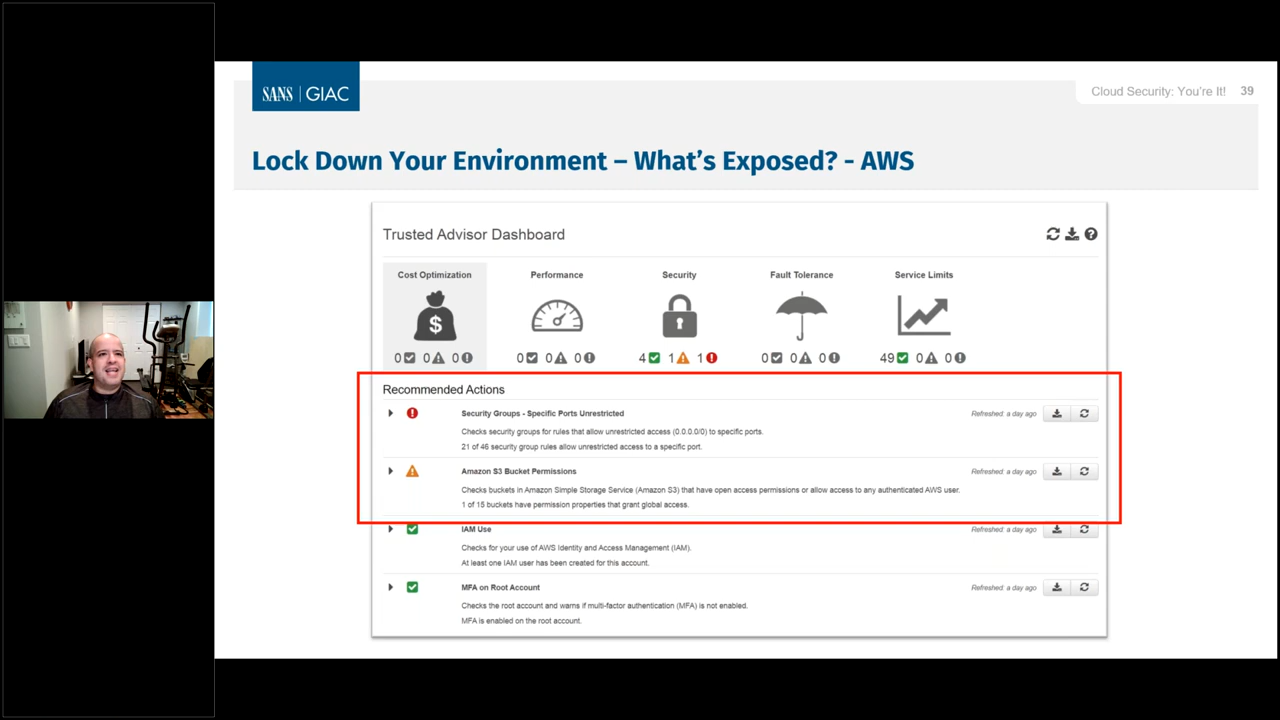 SANS | GIAC
Cloud Security: You're It! 39
Lock Down Your Environment – What's Exposed? - AWS
Trusted Advisor Dashboard
Cost Optimization Performance Security Fault Tolerance Service Limits
$
0 0 0 0 0 0 4 1 1 0 0 0 49 0 0
Recommended Actions
Security Groups - Specific Ports Unrestricted Refreshed: a day ago
Checks security groups for rules that allow unrestricted access (0.0.0.0/0) to specific ports.
21 of 46 security group rules allow unrestricted access to a specific port.
Amazon S3 Bucket Permissions Refreshed: a day ago
Checks buckets in Amazon Simple Storage Service (Amazon S3) that have open access permissions or allow access to any authenticated AWS user.
1 of 15 buckets have permission properties that grant global access.
IAM Use Refreshed: a day ago
Checks for your use of AWS Identity and Access Management (IAM).
At least one IAM user has been created for this account.
MFA on Root Account Refreshed: a day ago
Checks the root account and warns if multi-factor authentication (MFA) is not enabled.
MFA is enabled on the root account.